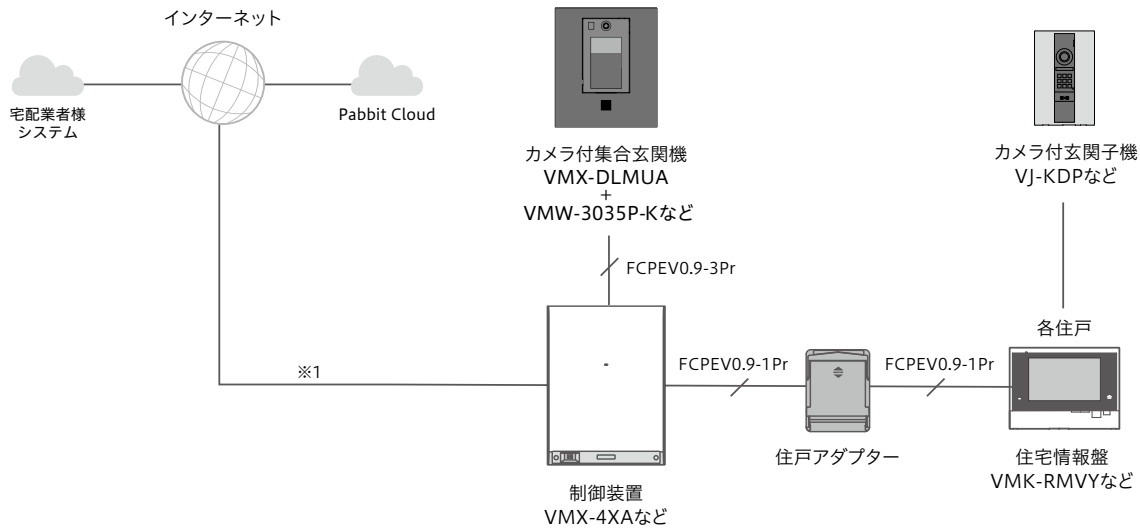 インターネット
宅配業者様
システム
Pabbit Cloud
カメラ付集合玄関機
VMX-DLMUA
+
VMW-3035P-Kなど
カメラ付玄関子機
VJ-KDPなど
FCPEV0.9-3Pr
各住戸
※1
FCPEV0.9-1Pr
FCPEV0.9-1Pr
住戸アダプター
住宅情報盤
VMK-RMVYなど
制御装置
VMX-4XAなど